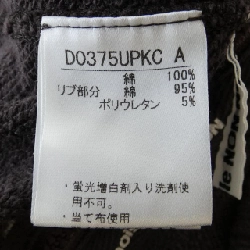 D0375UPKC A
綿 100%
リブ部分 綿 95%
ポリウレタン 5%
・蛍光増白剤入り洗剤使
用不可。
・当て布使用